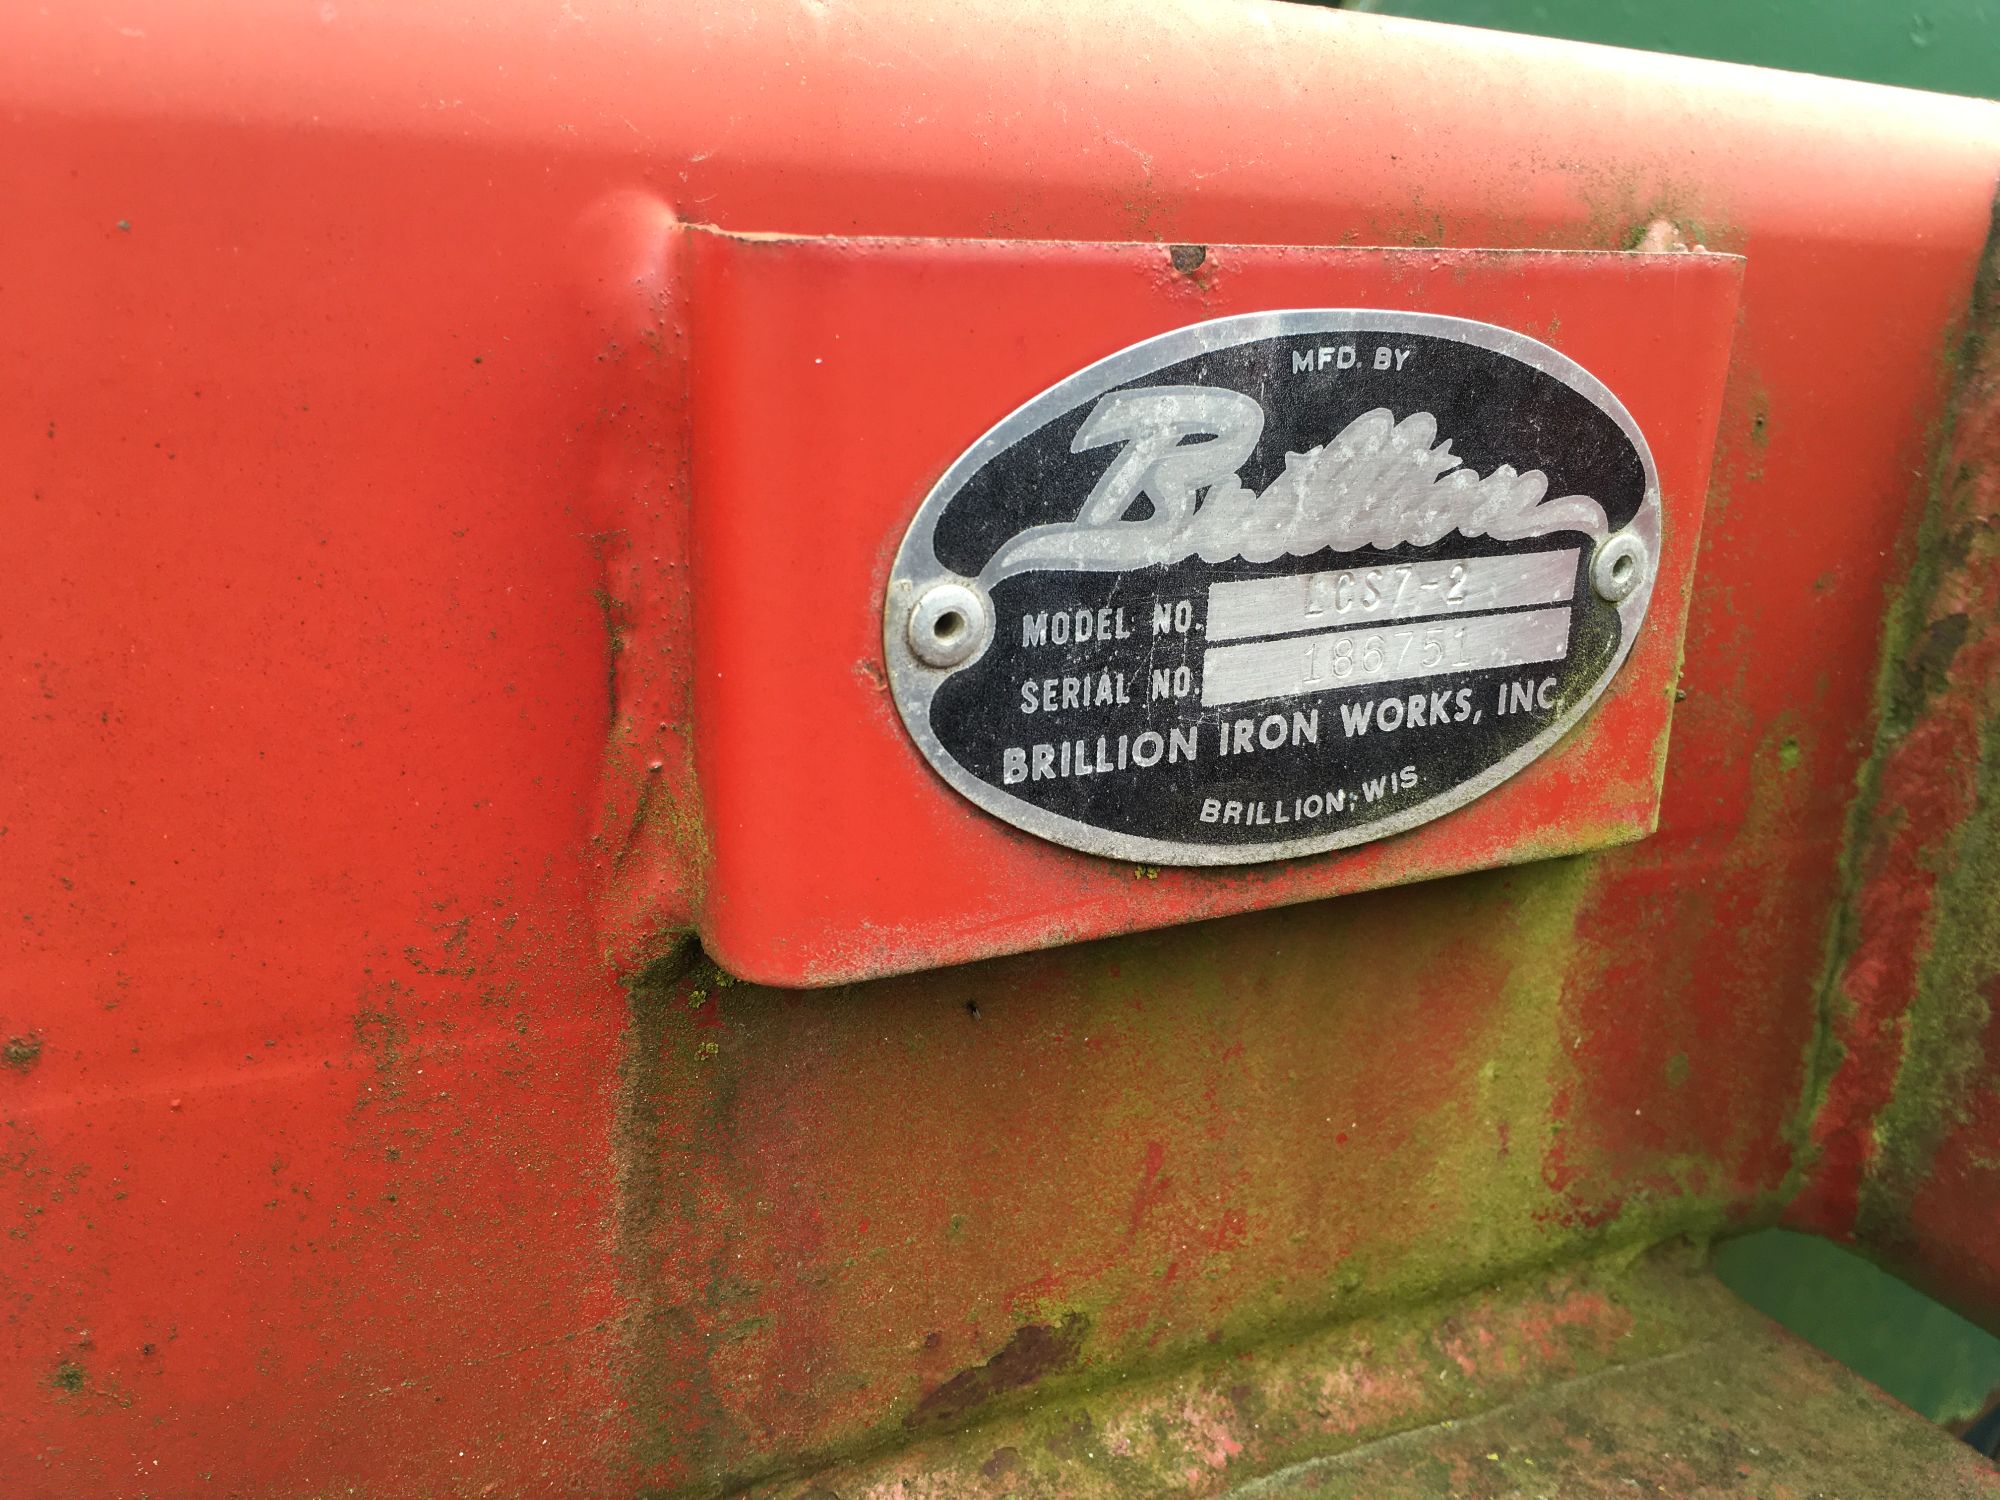 MFD. BY
Brillion
MODEL NO. LCS7-2
SERIAL NO. 186751
BRILLION IRON WORKS, INC.
BRILLION, WIS.